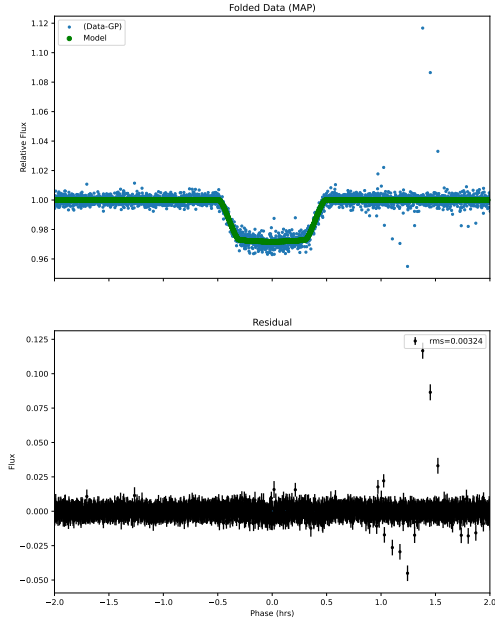 Folded Data (MAP)
1.12
1.10
1.08
1.06
1.04
1.02
1.00
0.98
0.96
Relative Flux
(Data-GP)
Model
Residual
0.125
0.100
0.075
0.050
0.025
0.000
−0.025
−0.050
Flux
rms=0.00324
−2.0 −1.5 −1.0 −0.5 0.0 0.5 1.0 1.5 2.0
Phase (hrs)